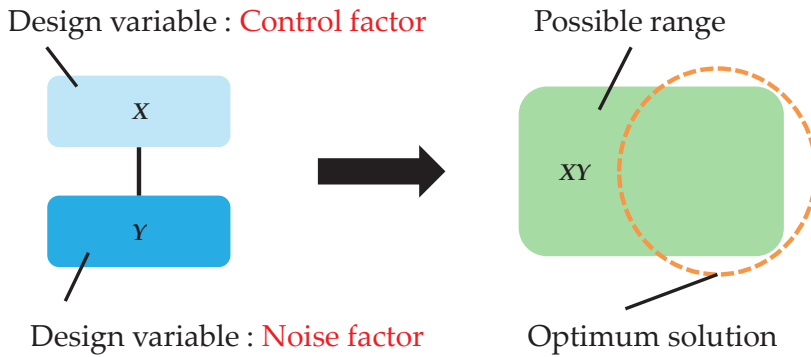 Design variable : Control factor
Possible range
X
XY
Y
Design variable : Noise factor
Optimum solution